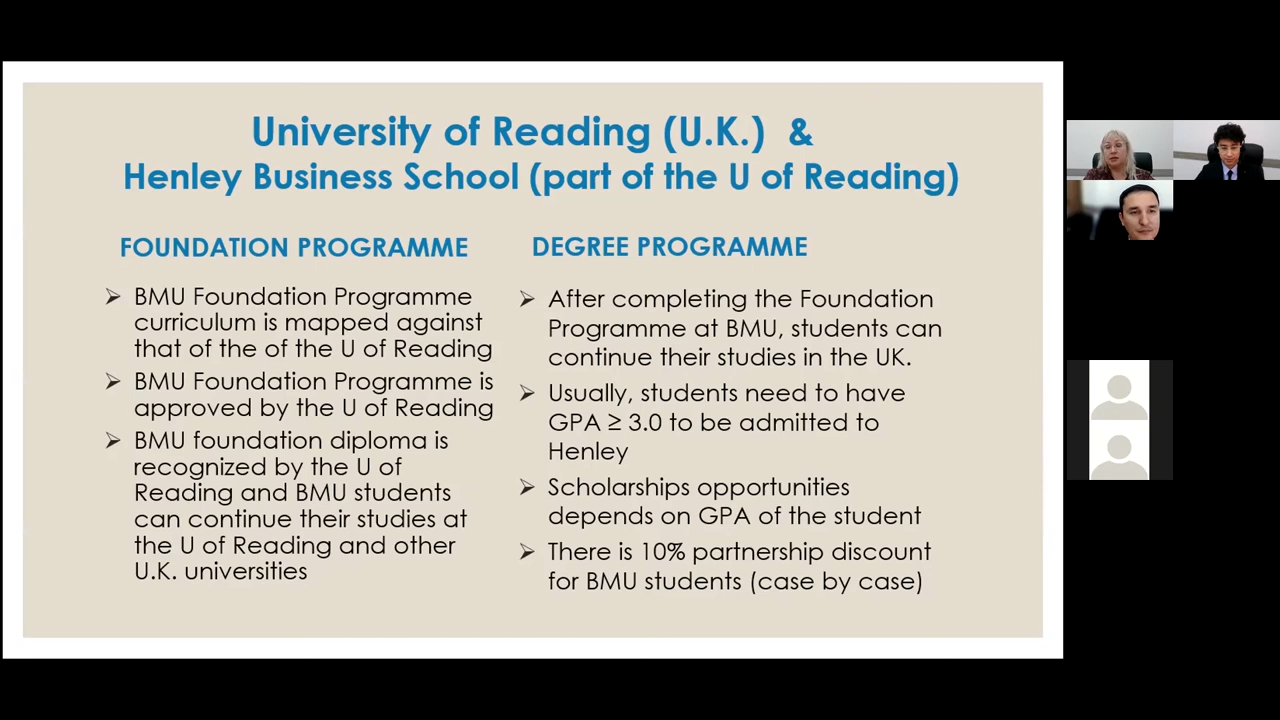 University of Reading (U.K.) &
Henley Business School (part of the U of Reading)
FOUNDATION PROGRAMME
➢ BMU Foundation Programme
curriculum is mapped against
that of the of the U of Reading
➢ BMU Foundation Programme is
approved by the U of Reading
➢ BMU foundation diploma is
recognized by the U of
Reading and BMU students
can continue their studies at
the U of Reading and other
U.K. universities
DEGREE PROGRAMME
➢ After completing the Foundation
Programme at BMU, students can
continue their studies in the UK.
➢ Usually, students need to have
GPA ≥ 3.0 to be admitted to
Henley
➢ Scholarships opportunities
depends on GPA of the student
➢ There is 10% partnership discount
for BMU students (case by case)